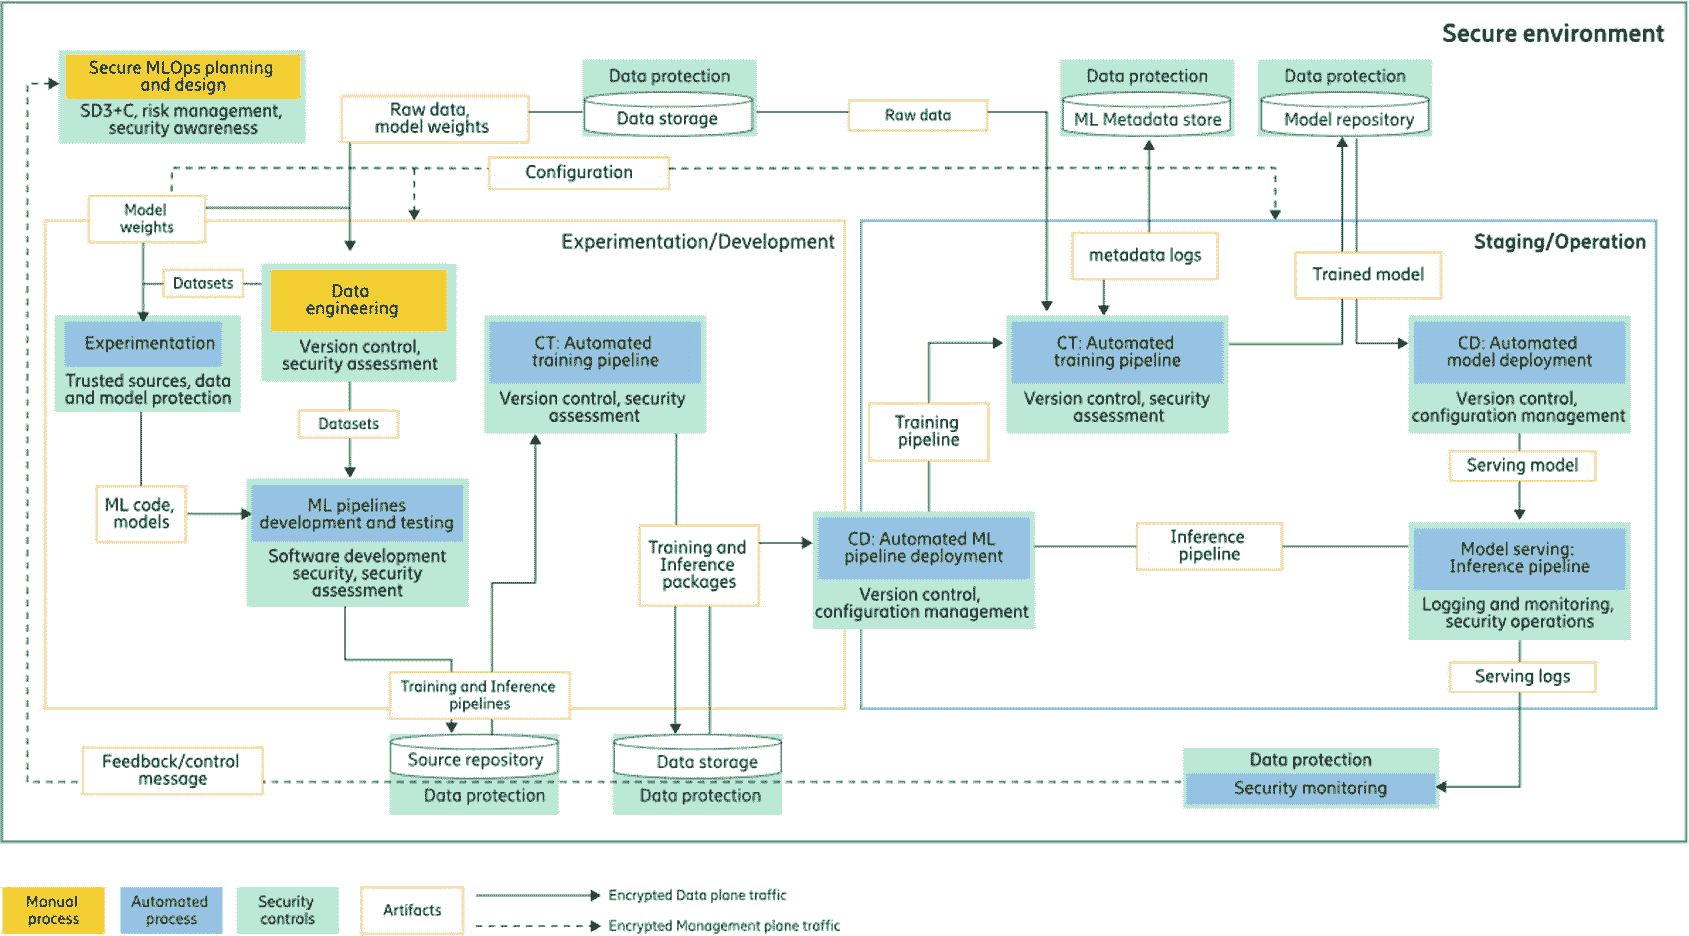 Secure environment
Secure MLOps planning
and design
SD3+C, risk management,
security awareness
Raw data,
model weights
Data protection
Data storage
Raw data
Data protection
ML Metadata store
Data protection
Model repository
Configuration
Model
weights
Experimentation/Development
Staging/Operation
Datasets
Data
engineering
Version control,
security assessment
Experimentation
Trusted sources, data
and model protection
CT: Automated
training pipeline
Version control, security
assessment
metadata logs
Trained model
CT: Automated
training pipeline
Version control, security
assessment
CD: Automated
model deployment
Version control,
configuration management
Datasets
Training
pipeline
Serving model
ML code,
models
ML pipelines
development and testing
Software development
security, security
assessment
Training and
Inference
packages
CD: Automated ML
pipeline deployment
Version control,
configuration management
Inference
pipeline
Model serving:
Inference pipeline
Logging and monitoring,
security operations
Serving logs
Training and Inference
pipelines
Source repository
Data protection
Data storage
Data protection
Feedback/control
message
Data protection
Security monitoring
Manual
process
Automated
process
Security
controls
Artifacts
Encrypted Data plane traffic
Encrypted Management plane traffic